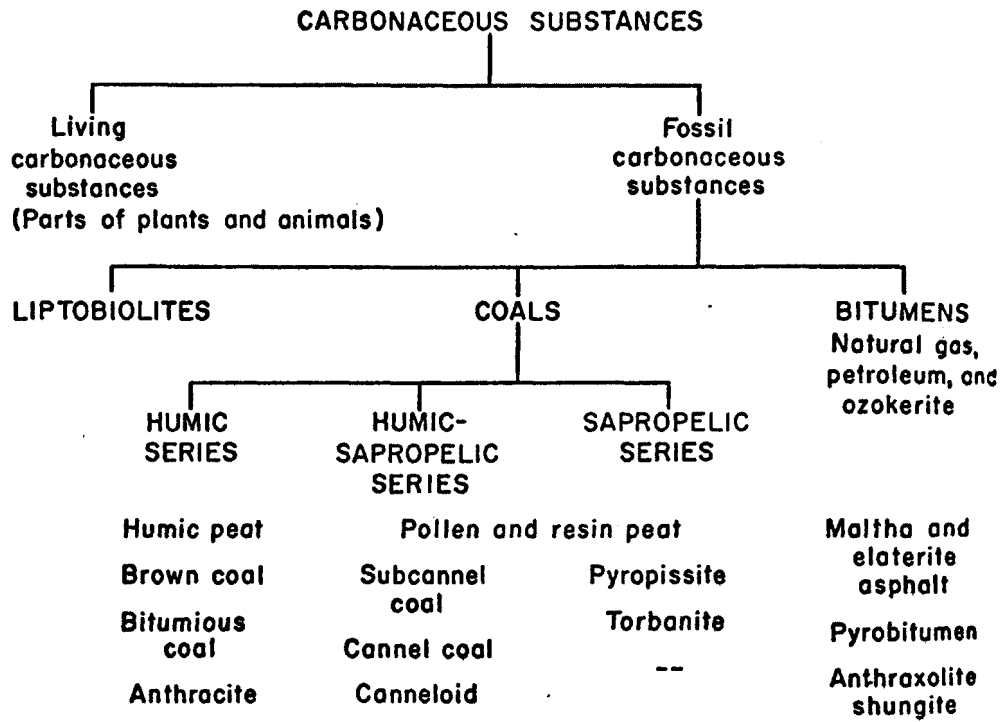 CARBONACEOUS SUBSTANCES
Living
carbonaceous
substances
(Parts of plants and animals)
Fossil
carbonaceous
substances
LIPTOBIOLITES
COALS
BITUMENS
Natural gas,
petroleum, and
ozokerite
HUMIC
SERIES
HUMIC-
SAPROPELIC
SERIES
SAPROPELIC
SERIES
Humic peat
Pollen and resin peat
Maltha and
elaterite
asphalt
Brown coal
Subcannel
coal
Pyropissite
Bitumious
coal
Cannel coal
Torbanite
Pyrobitumen
Anthracite
Canneloid
--
Anthraxolite
shungite